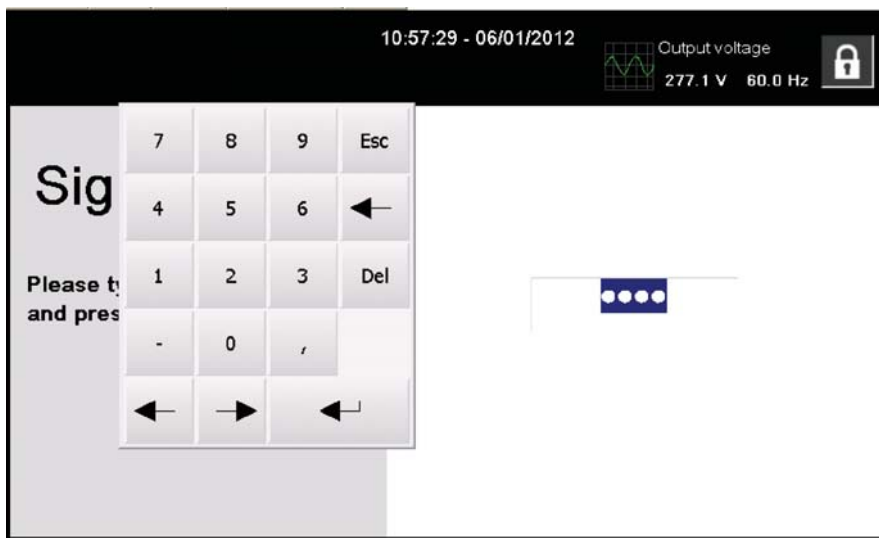 10:57:29 - 06/01/2012
Output voltage
277.1 V 60.0 Hz
Sig
Please ty
and pres
7 8 9 Esc
4 5 6
1 2 3 Del
- 0 ,